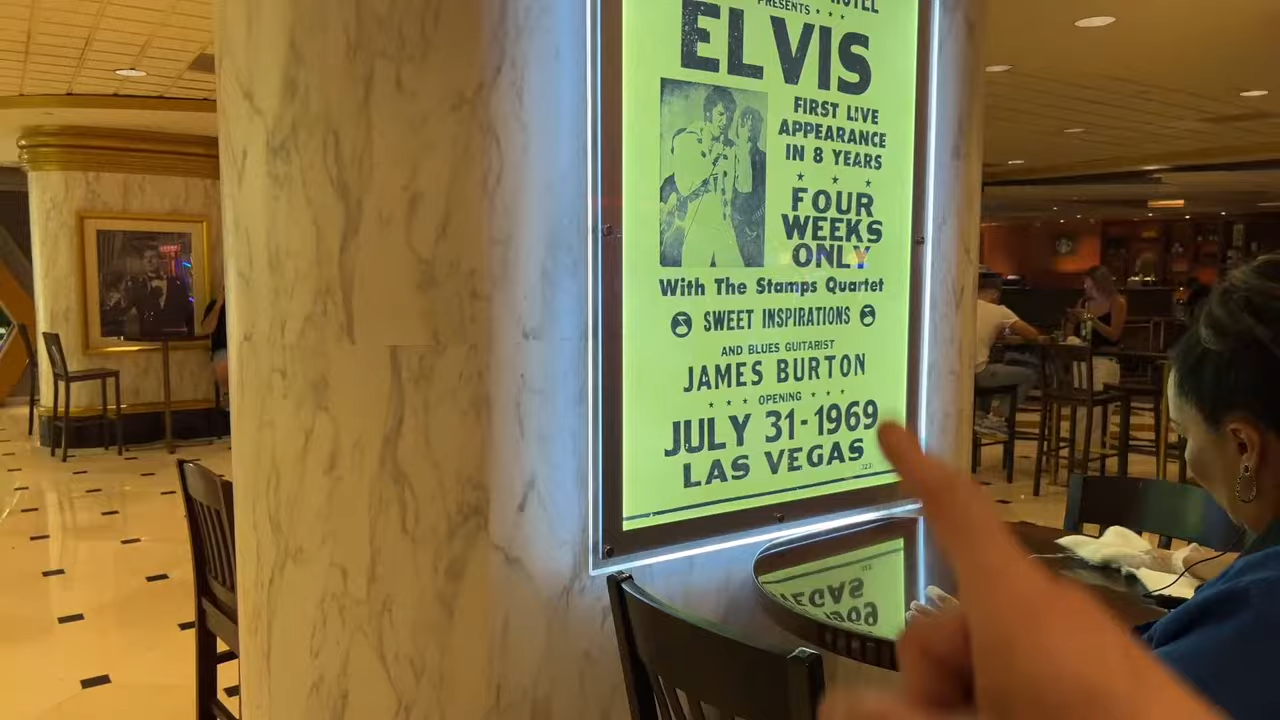 HOTEL
PRESENTS
ELVIS
FIRST LIVE
APPEARANCE
IN 8 YEARS
FOUR
WEEKS
ONLY
With The Stamps Quartet
SWEET INSPIRATIONS
AND BLUES GUITARIST
JAMES BURTON
OPENING
JULY 31-1969
LAS VEGAS